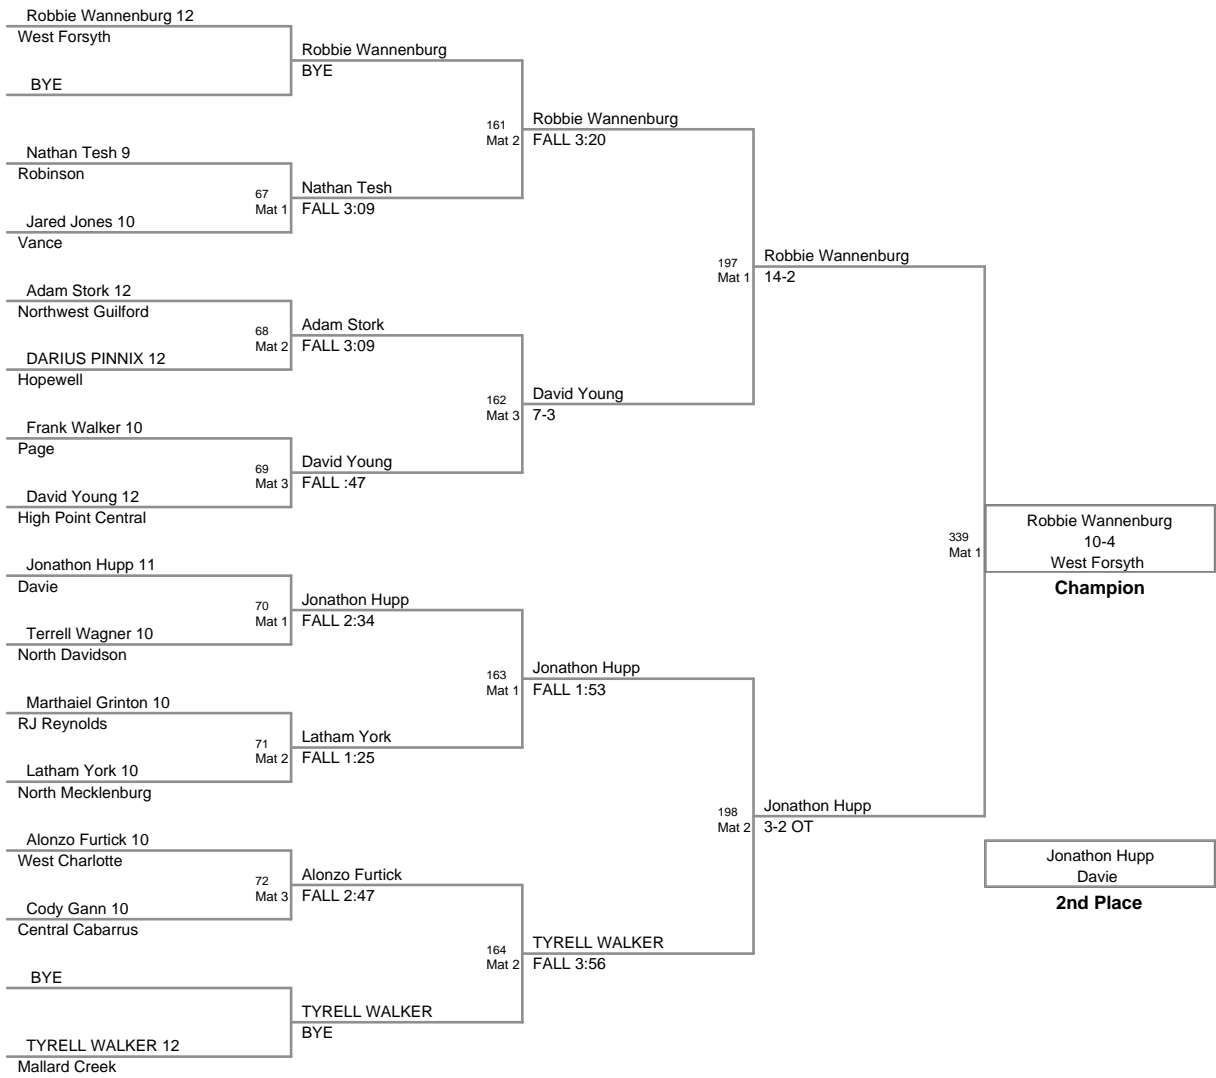 Robbie Wannenburg 12
West Forsyth
BYE
Nathan Tesh 9
Robinson
Jared Jones 10
Vance
Adam Stork 12
Northwest Guilford
DARIUS PINNIX 12
Hopewell
Frank Walker 10
Page
David Young 12
High Point Central
Jonathon Hupp 11
Davie
Terrell Wagner 10
North Davidson
Marthaiel Grinton 10
RJ Reynolds
Latham York 10
North Mecklenburg
Alonzo Furtick 10
West Charlotte
Cody Gann 10
Central Cabarrus
BYE
TYRELL WALKER 12
Mallard Creek
Robbie Wannenburg
BYE
67
Mat 1
Nathan Tesh
FALL 3:09
68
Mat 2
Adam Stork
FALL 3:09
69
Mat 3
David Young
FALL :47
70
Mat 1
Jonathon Hupp
FALL 2:34
71
Mat 2
Latham York
FALL 1:25
72
Mat 3
Alonzo Furtick
FALL 2:47
TYRELL WALKER
BYE
161
Mat 2
Robbie Wannenburg
FALL 3:20
162
Mat 3
David Young
7-3
163
Mat 1
Jonathon Hupp
FALL 1:53
164
Mat 2
TYRELL WALKER
FALL 3:56
197
Mat 1
Robbie Wannenburg
14-2
198
Mat 2
Jonathon Hupp
3-2 OT
339
Mat 1
Robbie Wannenburg
10-4
West Forsyth
Champion
Jonathon Hupp
Davie
2nd Place